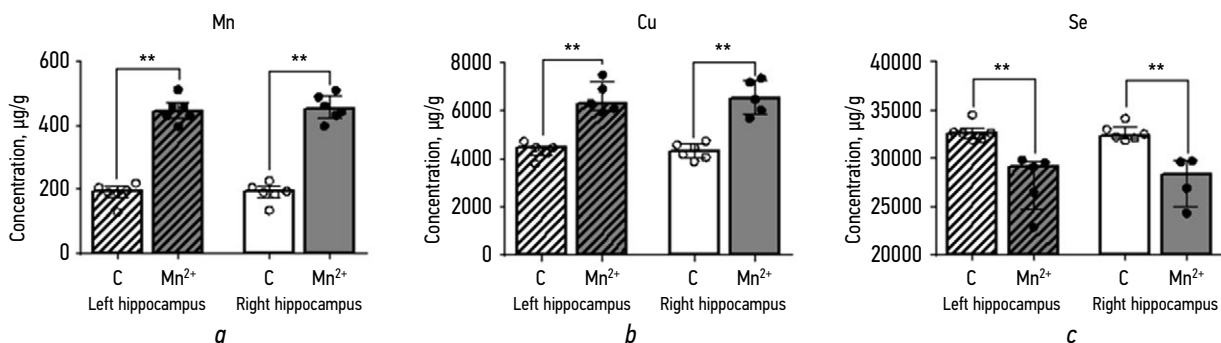 Mn
Concentration, µg/g
600
400
200
0
**
**
C
Mn²⁺
C
Mn²⁺
Left hippocampus
Right hippocampus
a
Cu
Concentration, µg/g
8000
6000
4000
2000
0
**
**
C
Mn²⁺
C
Mn²⁺
Left hippocampus
Right hippocampus
b
Se
Concentration, µg/g
40000
35000
30000
25000
20000
**
**
C
Mn²⁺
C
Mn²⁺
Left hippocampus
Right hippocampus
c